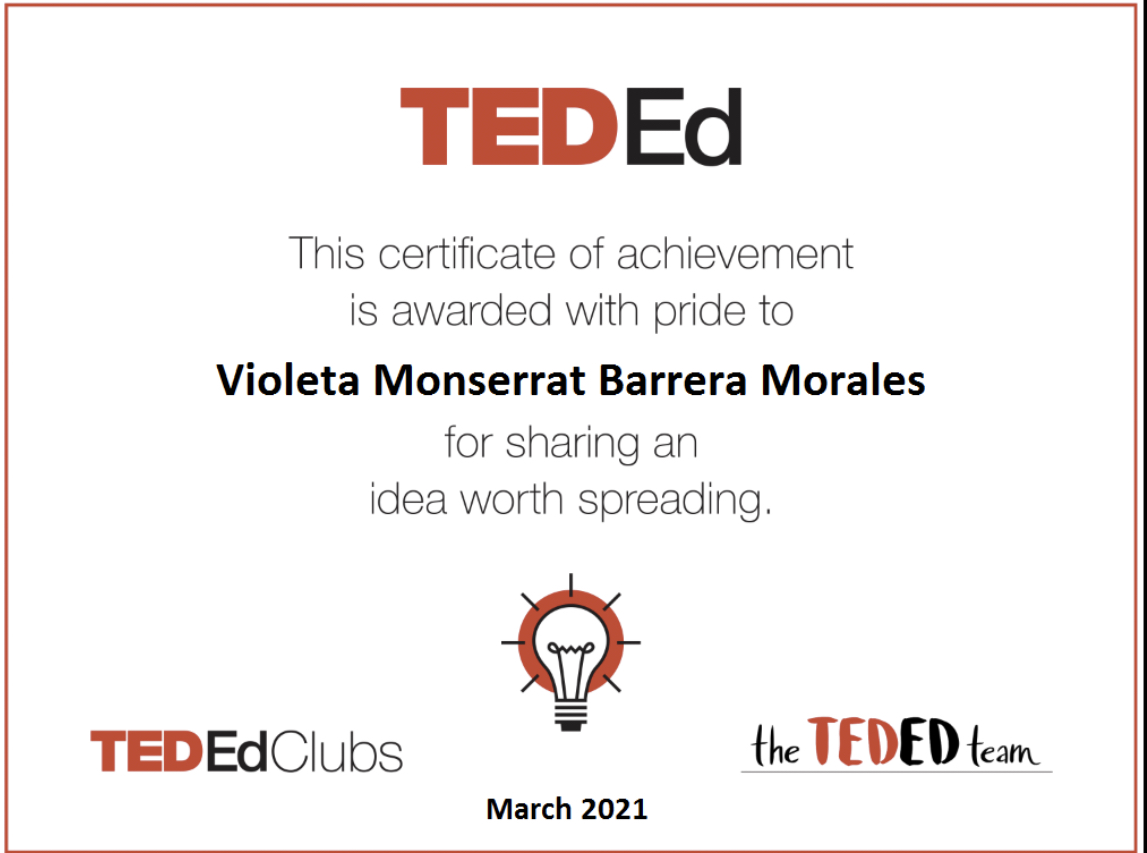 TEDEd
This certificate of achievement
is awarded with pride to
Violeta Monserrat Barrera Morales
for sharing an
idea worth spreading.
TEDEdClubs
the TEDED team
March 2021